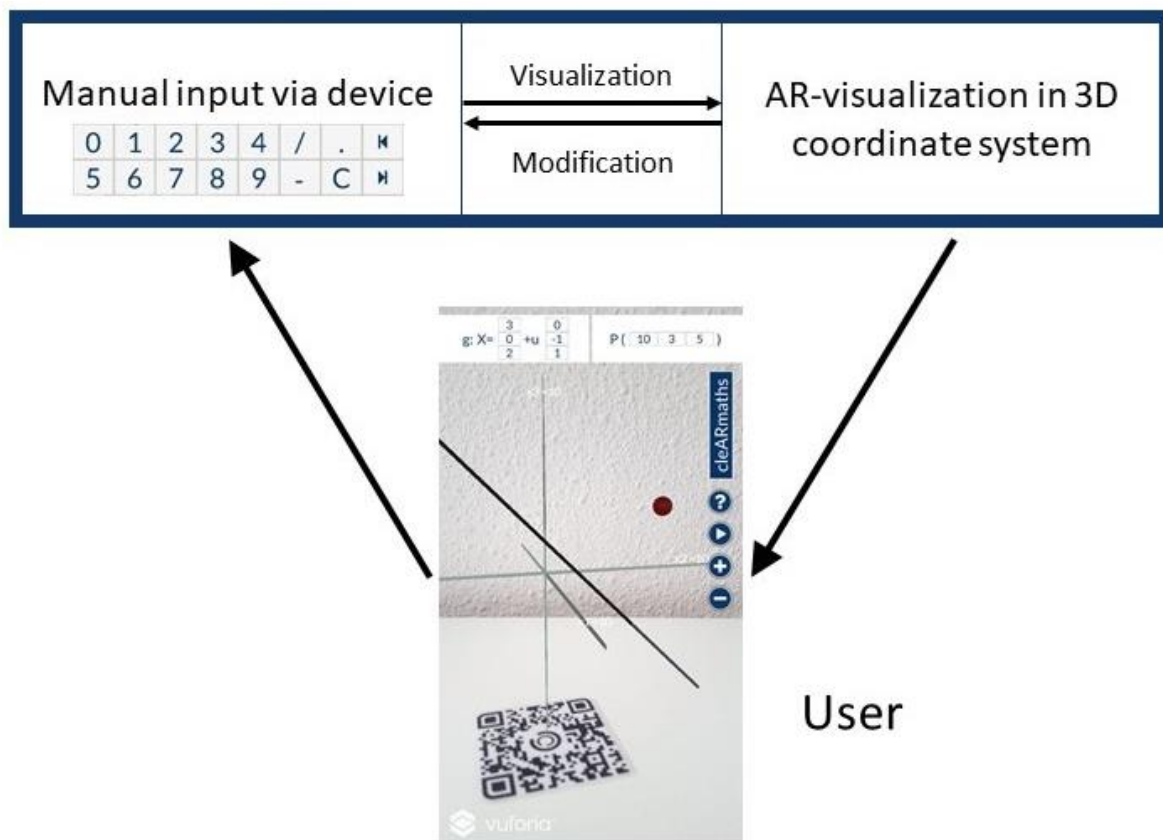 Manual input via device
0 1 2 3 4 / .
5 6 7 8 9 - C
Visualization
Modification
AR-visualization in 3D
coordinate system
g: X= 3 0 2 +u 0 -1 1
P( 10 3 5 )
cleARmaths
?
+
−
vuforia
User